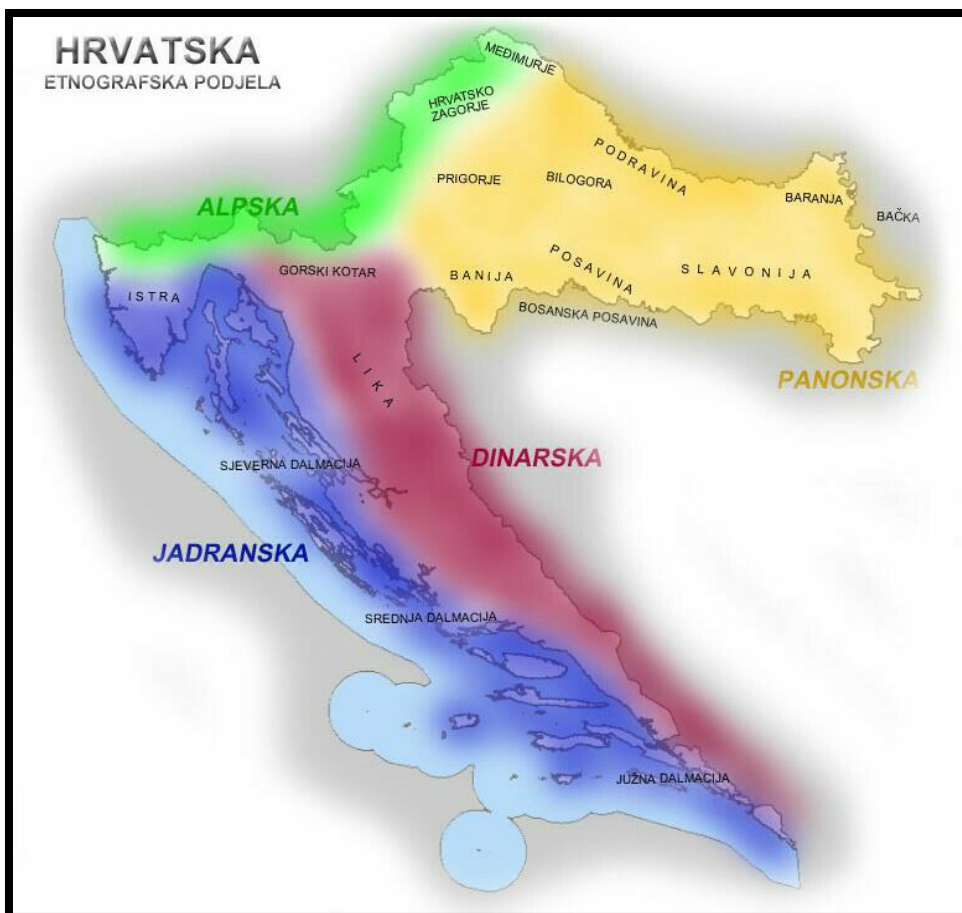 HRVATSKA
ETNOGRAFSKA PODJELA
MEĐIMURJE
HRVATSKO
ZAGORJE
PODRAVINA
PRIGORJE
BILOGORA
BARANJA
ALPSKA
BAČKA
GORSKI KOTAR
BANIJA
POSAVINA
SLAVONIJA
ISTRA
BOSANSKA POSAVINA
LIKA
PANONSKA
SJEVERNA DALMACIJA
DINARSKA
JADRANSKA
SREDNJA DALMACIJA
JUŽNA DALMACIJA